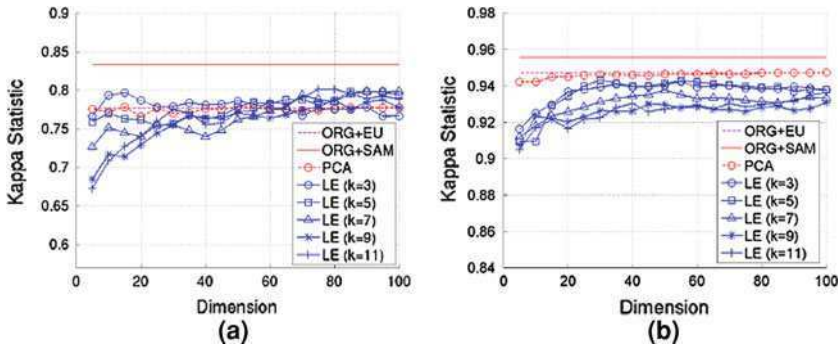 0.9
0.85
0.8
0.75
0.7
0.65
0.6
Kappa Statistic
ORG+EU
ORG+SAM
PCA
LE (k=3)
LE (k=5)
LE (k=7)
LE (k=9)
LE (k=11)
0 20 40 60 80 100
Dimension
(a)
0.98
0.96
0.94
0.92
0.9
0.88
0.86
0.84
Kappa Statistic
ORG+EU
ORG+SAM
PCA
LE (k=3)
LE (k=5)
LE (k=7)
LE (k=9)
LE (k=11)
0 20 40 60 80 100
Dimension
(b)